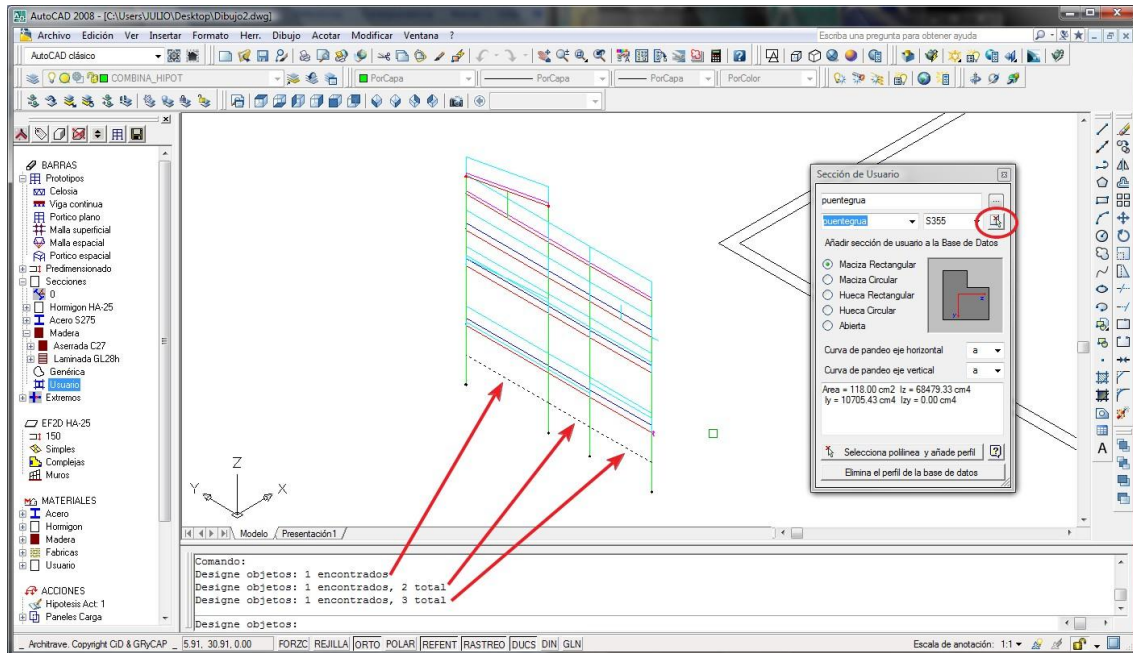 AutoCAD 2008 - [C:\Users\JULIO\Desktop\Dibujo2.dwg]
Archivo Edición Ver Insertar Formato Herr. Dibujo Acotar Modificar Ventana ?
Escriba una pregunta para obtener ayuda
AutoCAD clásico
COMBINA_HIPOT
PorCapa
PorCapa
PorCapa
PorColor
BARRAS
Prototipos
Celosia
Viga continua
Portico plano
Malla superficial
Malla espacial
Portico espacial
Predimensionado
Secciones
0
Hormigon HA-25
Acero S275
Madera
Aserrada C27
Laminada GL28h
Genérica
Usuario
Extremos
EF2D HA-25
150
Simples
Complejas
Muros
MATERIALES
Acero
Hormigon
Madera
Fabricas
Usuario
ACCIONES
Hipotesis Act: 1
Paneles Carga
Z
Y
X
Sección de Usuario
puentegrua
...
puentegrua
S355
Añadir sección de usuario a la Base de Datos
Maciza Rectangular
Maciza Circular
Hueca Rectangular
Hueca Circular
Abierta
z
y
Curva de pandeo eje horizontal a
Curva de pandeo eje vertical a
Area = 118.00 cm2 Iz = 68479.33 cm4
Iy = 10705.43 cm4 Izy = 0.00 cm4
Selecciona polilinea y añade perfil
Elimina el perfil de la base de datos
Modelo Presentación1
Comando:
Designe objetos: 1 encontrados
Designe objetos: 1 encontrados, 2 total
Designe objetos: 1 encontrados, 3 total
Designe objetos:
_ Architrave. Copyright CiD & GRyCAP _ 5.91, 30.91, 0.00 FORZC REJILLA ORTO POLAR REFENT RASTREO DUCS DIN GLN
Escala de anotación: 1:1